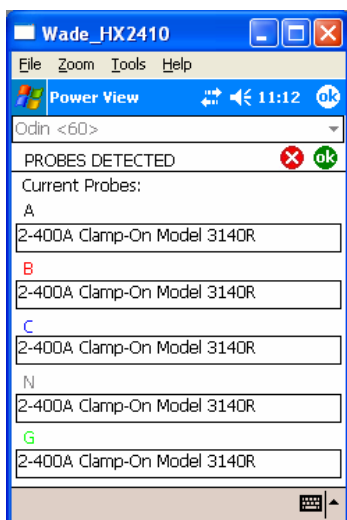 Wade_HX2410
File Zoom Tools Help
Power View 11:12 ok
Odin <60>
PROBES DETECTED ok
Current Probes:
A
2-400A Clamp-On Model 3140R
B
2-400A Clamp-On Model 3140R
C
2-400A Clamp-On Model 3140R
N
2-400A Clamp-On Model 3140R
G
2-400A Clamp-On Model 3140R